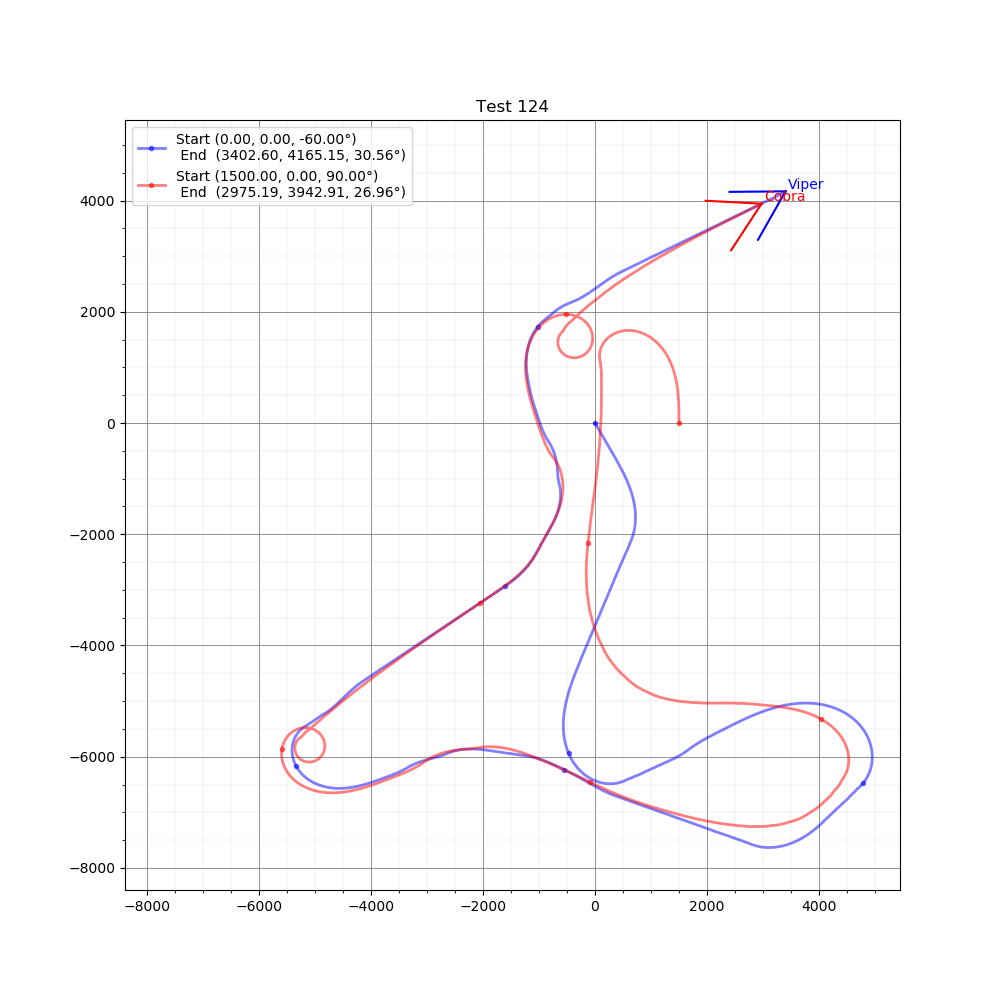 Test 124
Start (0.00, 0.00, -60.00°)
End (3402.60, 4165.15, 30.56°)
Start (1500.00, 0.00, 90.00°)
End (2975.19, 3942.91, 26.96°)
Viper
Cobra
4000
2000
0
−2000
−4000
−6000
−8000
−8000 −6000 −4000 −2000 0 2000 4000